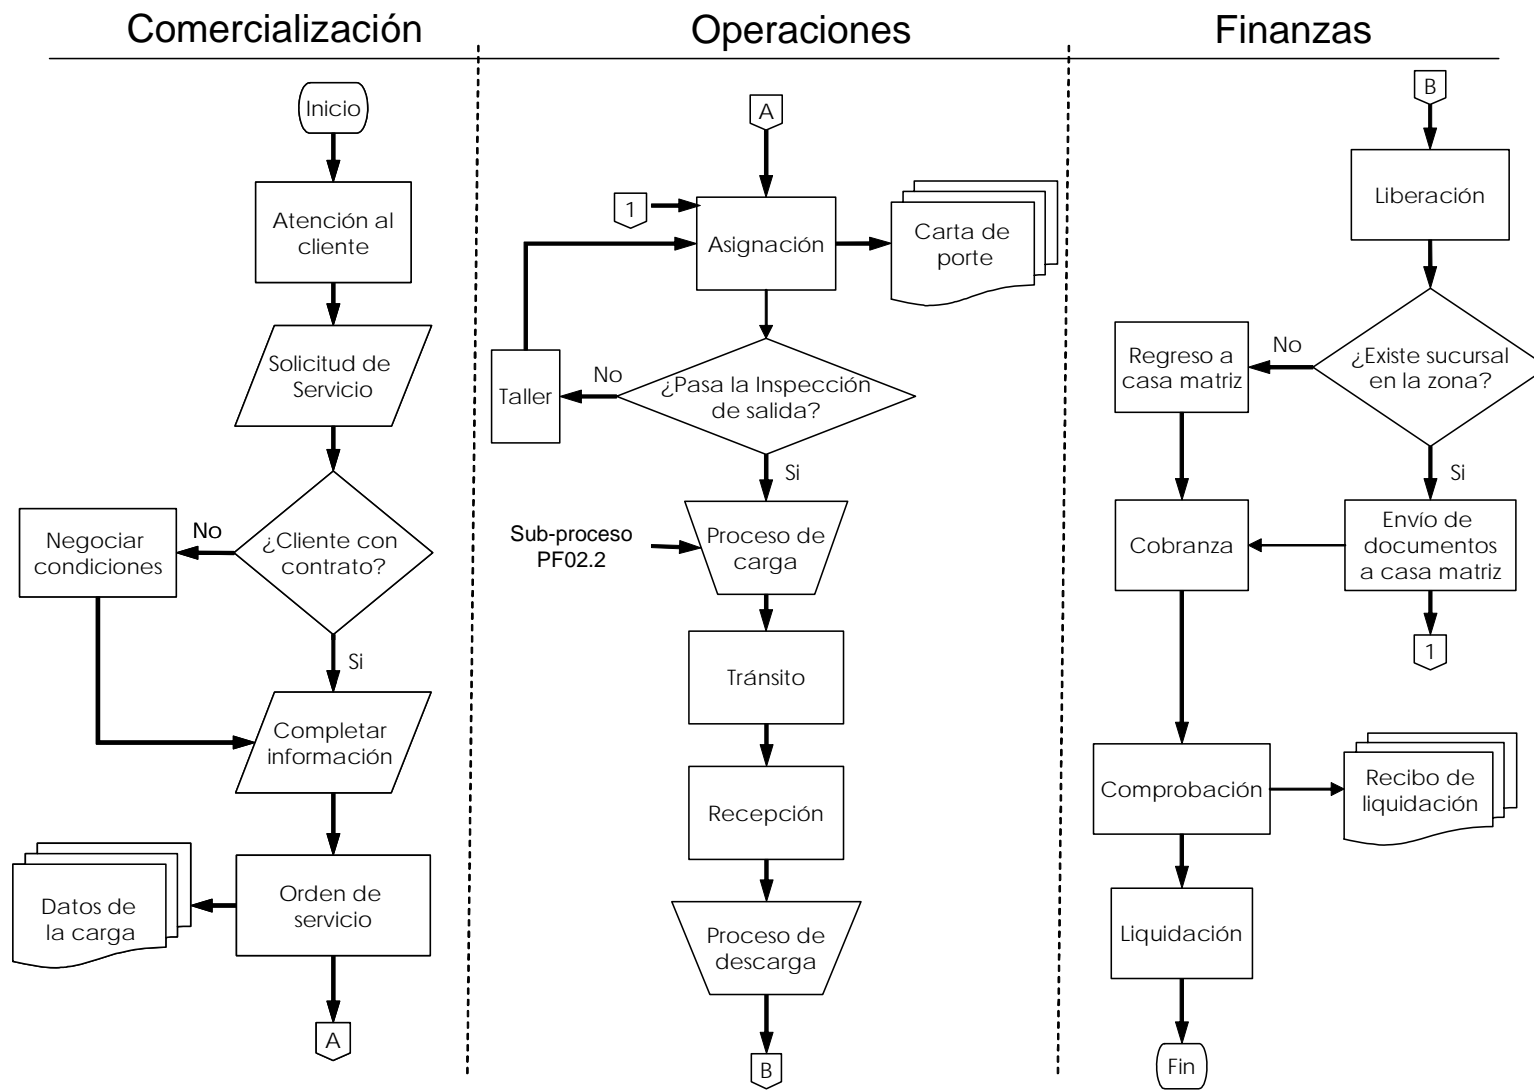 Comercialización
Operaciones
Finanzas
Inicio
Atención al
cliente
Solicitud de
Servicio
¿Cliente con
contrato?
No
Negociar
condiciones
Si
Completar
información
Orden de
servicio
Datos de
la carga
A
A
1
Asignación
Carta de
porte
¿Pasa la Inspección
de salida?
No
Taller
Si
Sub-proceso
PF02.2
Proceso de
carga
Tránsito
Recepción
Proceso de
descarga
B
B
Liberación
¿Existe sucursal
en la zona?
No
Regreso a
casa matriz
Si
Envío de
documentos
a casa matriz
1
Cobranza
Comprobación
Recibo de
liquidación
Liquidación
Fin